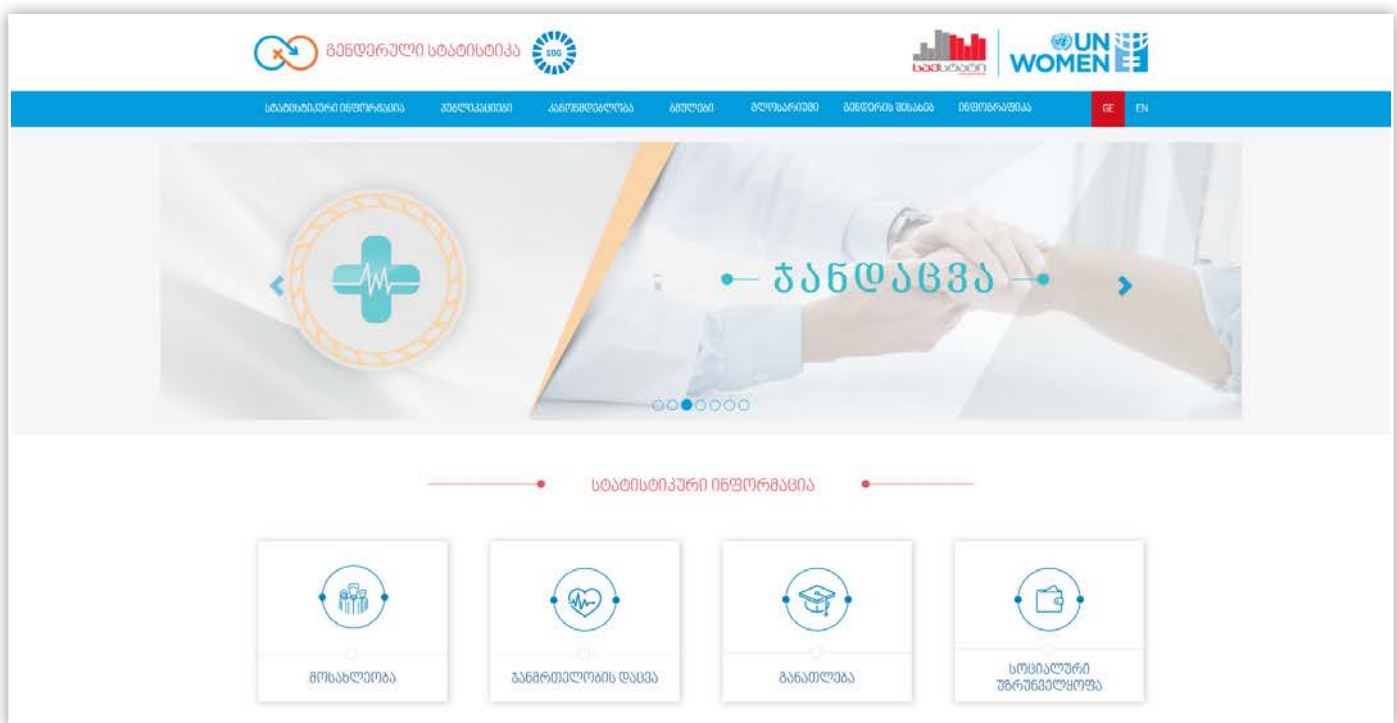 გენდერული სტატისტიკა
SDG
საქსტატი
UN
WOMEN
სტატისტიკური ინფორმაცია პუბლიკაციები კანონმდებლობა ბმულები გლოსარიუმი გენდერის შესახებ ინფოგრაფიკა GE EN
ჯანდაცვა
სტატისტიკური ინფორმაცია
მოსახლეობა
ჯანმრთელობის დაცვა
განათლება
სოციალური
უზრუნველყოფა